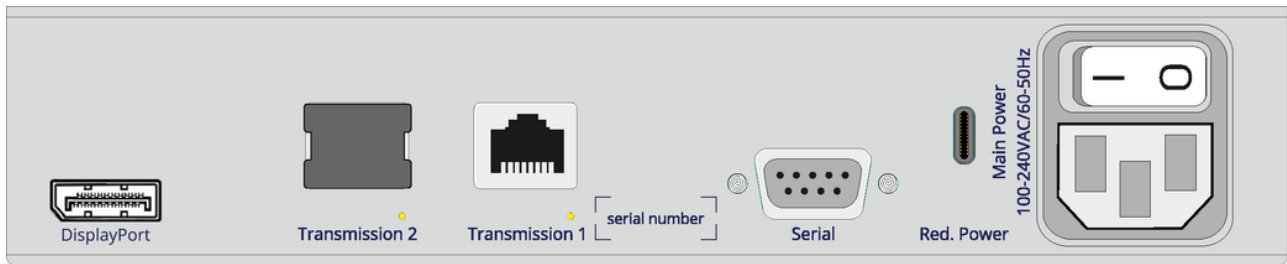 DisplayPort
Transmission 2
Transmission 1
serial number
Serial
Red. Power
Main Power
100-240VAC/60-50Hz